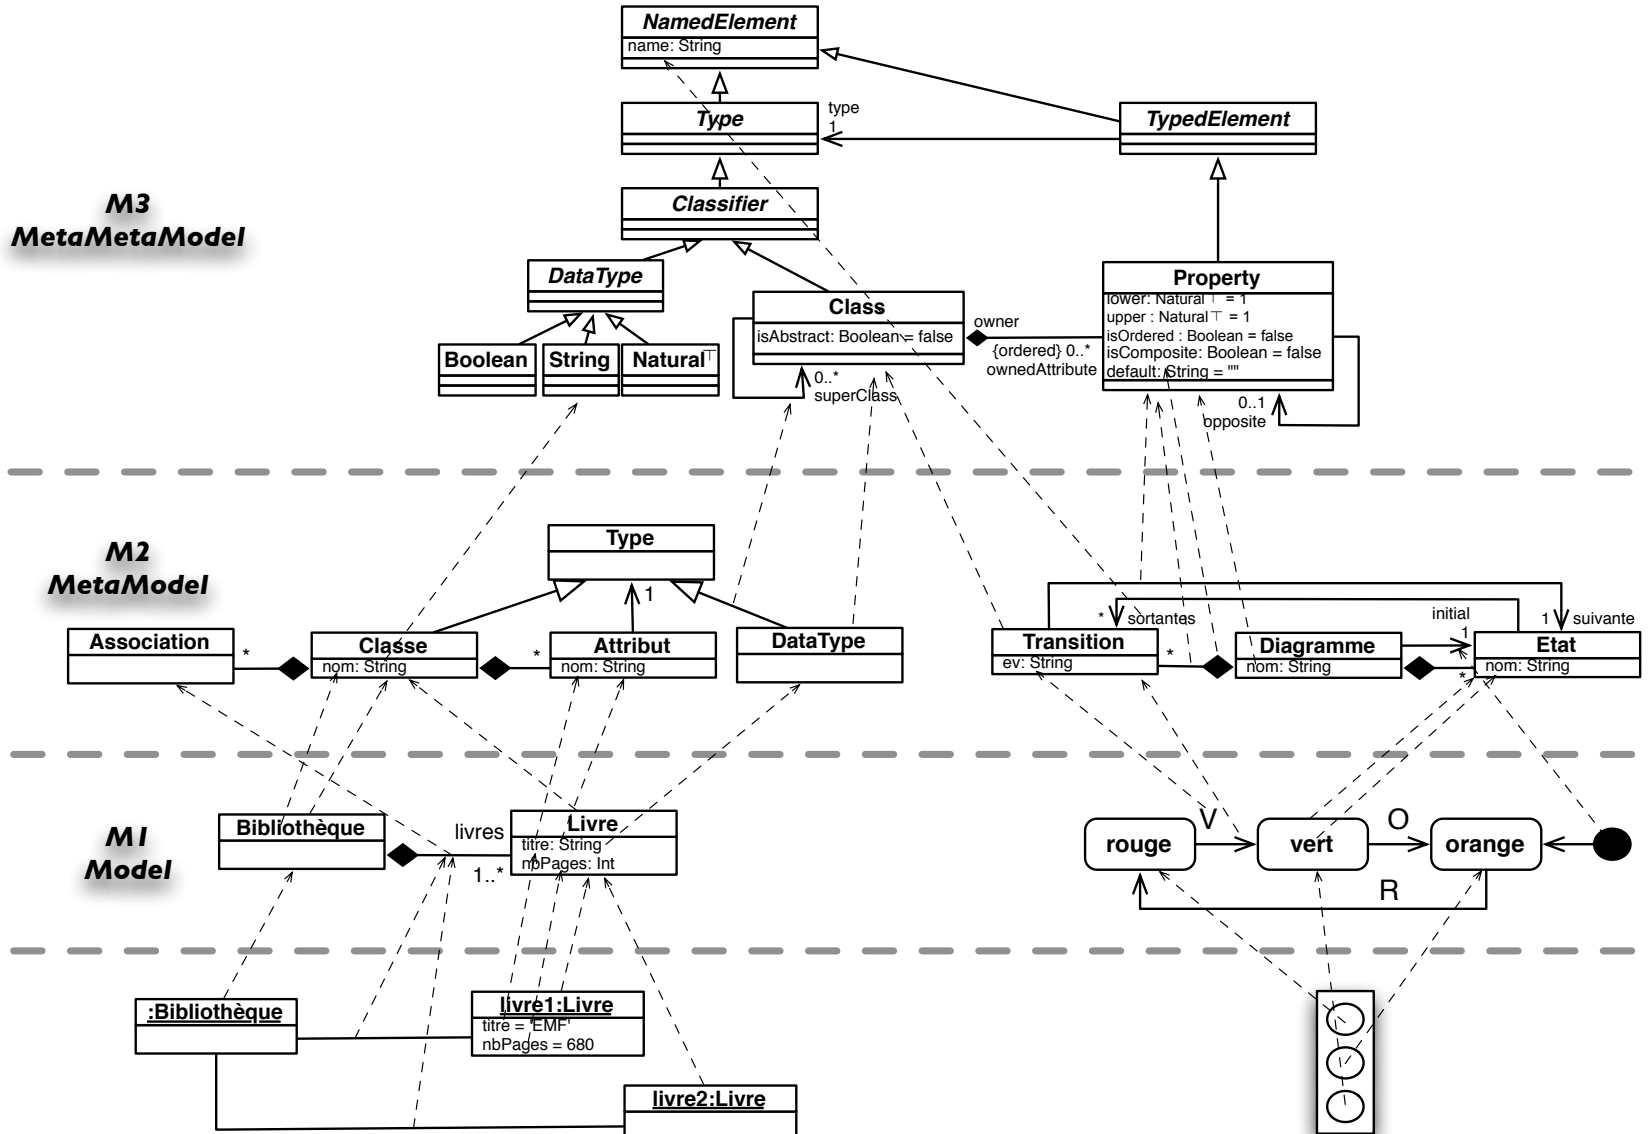 NamedElement
name: String
Type
type
1
TypedElement
Classifier
M3
MetaMetaModel
DataType
Class
isAbstract: Boolean = false
owner
{ordered} 0..*
ownedAttribute
Property
lower: Natural⊤ = 1
upper : Natural⊤ = 1
isOrdered : Boolean = false
isComposite: Boolean = false
default: String = ""
Boolean
String
Natural⊤
0..*
superClass
0..1
opposite
M2
MetaModel
Type
1
Association
*
Classe
nom: String
*
Attribut
nom: String
DataType
*
sortantes
initial
1
1
suivante
Transition
ev: String
*
Diagramme
nom: String
*
Etat
nom: String
M1
Model
Bibliothèque
livres
1..*
Livre
titre: String
nbPages: Int
rouge
V
vert
O
orange
R
:Bibliothèque
livre1:Livre
titre = 'EMF'
nbPages = 680
livre2:Livre